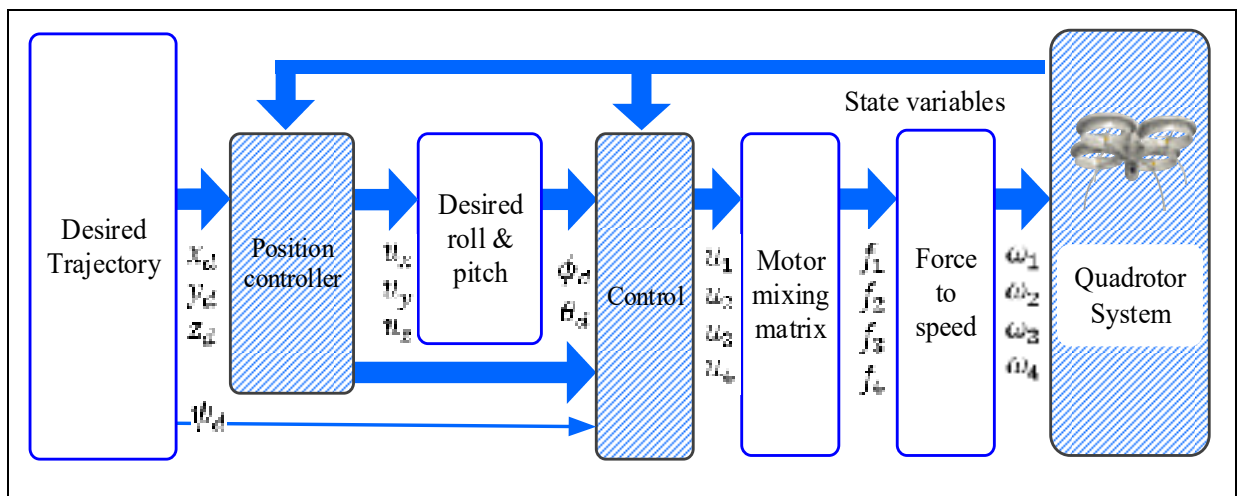 State variables
Desired
Trajectory
x_d
y_d
z_d
ψ_d
Position
controller
u_x
u_y
u_z
Desired
roll &
pitch
ϕ_d
θ_d
Control
u_1
u_2
u_3
u_4
Motor
mixing
matrix
f_1
f_2
f_3
f_4
Force
to
speed
ω_1
ω_2
ω_3
ω_4
Quadrotor
System